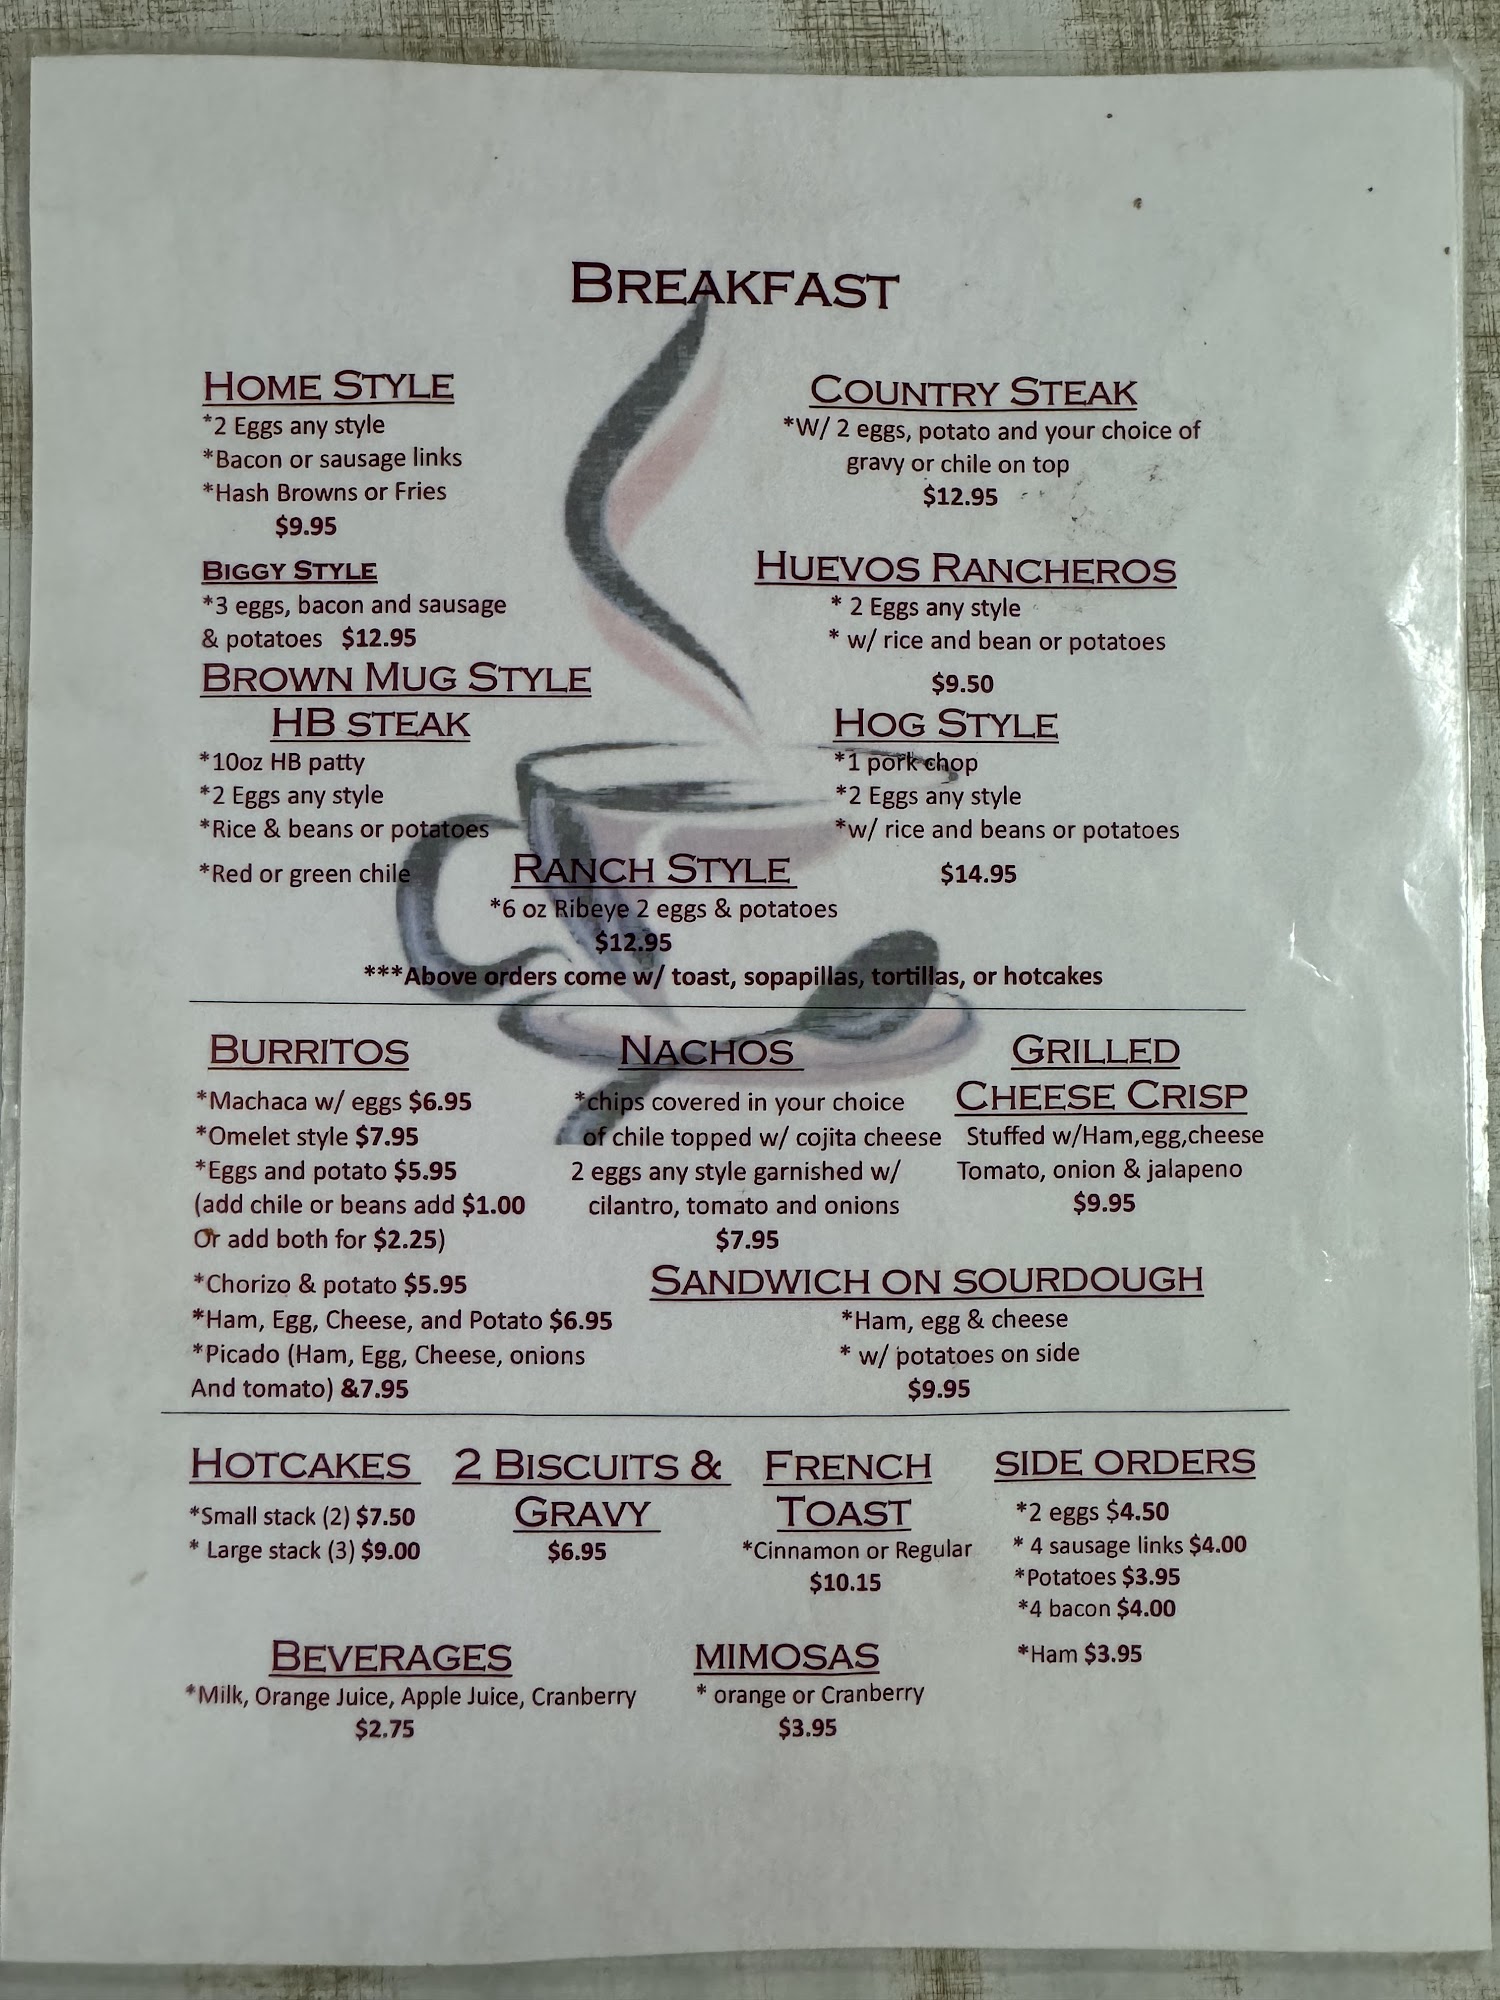 BREAKFAST
HOME STYLE
*2 Eggs any style
*Bacon or sausage links
*Hash Browns or Fries
$9.95
BIGGY STYLE
*3 eggs, bacon and sausage
& potatoes $12.95
BROWN MUG STYLE
HB STEAK
*10oz HB patty
*2 Eggs any style
*Rice & beans or potatoes
*Red or green chile
COUNTRY STEAK
*W/ 2 eggs, potato and your choice of
gravy or chile on top
$12.95
HUEVOS RANCHEROS
* 2 Eggs any style
* w/ rice and bean or potatoes
$9.50
HOG STYLE
*1 pork chop
*2 Eggs any style
*w/ rice and beans or potatoes
$14.95
RANCH STYLE
*6 oz Ribeye 2 eggs & potatoes
$12.95
***Above orders come w/ toast, sopapillas, tortillas, or hotcakes
BURRITOS
*Machaca w/ eggs $6.95
*Omelet style $7.95
*Eggs and potato $5.95
(add chile or beans add $1.00
Or add both for $2.25)
*Chorizo & potato $5.95
*Ham, Egg, Cheese, and Potato $6.95
*Picado (Ham, Egg, Cheese, onions
And tomato) &7.95
NACHOS
*chips covered in your choice
of chile topped w/ cojita cheese
2 eggs any style garnished w/
cilantro, tomato and onions
$7.95
GRILLED
CHEESE CRISP
Stuffed w/Ham,egg,cheese
Tomato, onion & jalapeno
$9.95
SANDWICH ON SOURDOUGH
*Ham, egg & cheese
* w/ potatoes on side
$9.95
HOTCAKES
*Small stack (2) $7.50
* Large stack (3) $9.00
2 BISCUITS &
GRAVY
$6.95
FRENCH
TOAST
*Cinnamon or Regular
$10.15
SIDE ORDERS
*2 eggs $4.50
* 4 sausage links $4.00
*Potatoes $3.95
*4 bacon $4.00
*Ham $3.95
BEVERAGES
*Milk, Orange Juice, Apple Juice, Cranberry
$2.75
MIMOSAS
* orange or Cranberry
$3.95